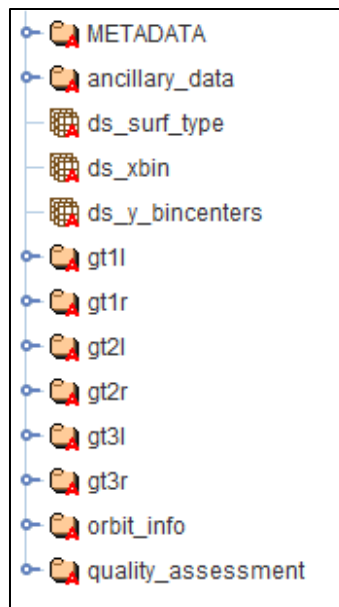 METADATA
ancillary_data
ds_surf_type
ds_xbin
ds_y_bincenters
gt1l
gt1r
gt2l
gt2r
gt3l
gt3r
orbit_info
quality_assessment